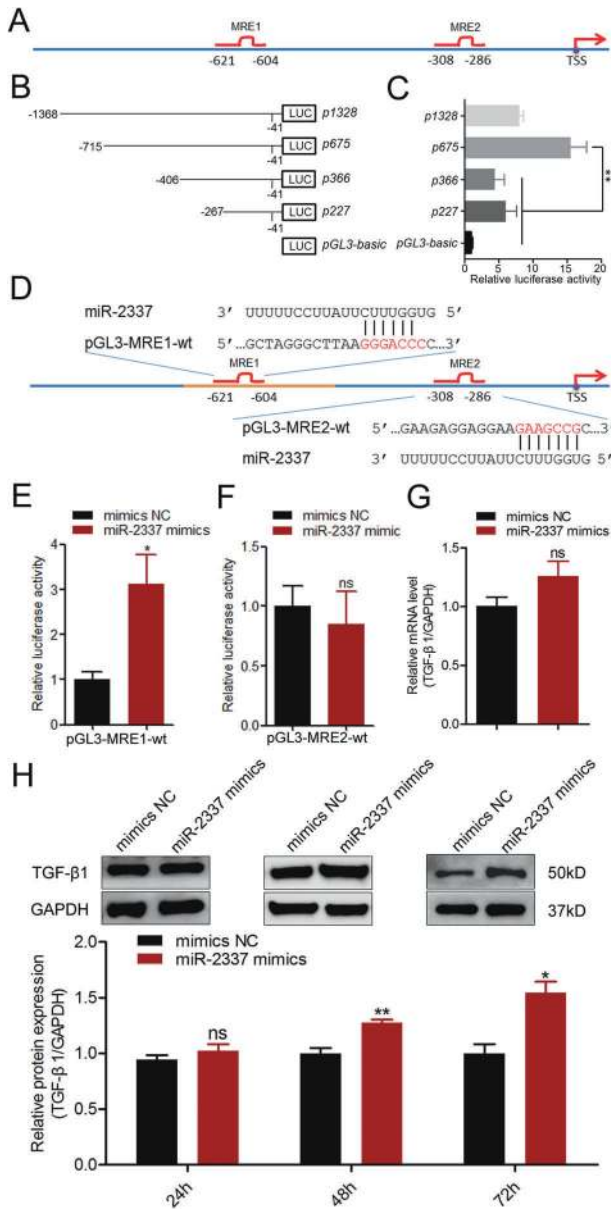 A
MRE1
MRE2
-621
-604
-308
-286
TSS
B
-1368
-41
LUC
p1328
-715
-41
LUC
p675
-406
-41
LUC
p366
-267
-41
LUC
p227
LUC
pGL3-basic
C
p1328
p675
p366
p227
pGL3-basic
**
0 5 10 15 20
Relative luciferase activity
D
miR-2337 3′ UUUUUCCUUAUUCUUUGGUG 5′
pGL3-MRE1-wt 5′...GCUAGGGCUUAAGGGACCCC...3′
MRE1
MRE2
-621
-604
-308
-286
TSS
pGL3-MRE2-wt 5′...GAAGAGGAGGAAGAAGCCGC...3′
miR-2337 3′ UUUUUCCUUAUUCUUUGGUG 5′
E
mimics NC
miR-2337 mimics
Relative luciferase activity
0 1 2 3 4
*
pGL3-MRE1-wt
F
mimics NC
miR-2337 mimic
Relative luciferase activity
0.0 0.5 1.0 1.5
ns
pGL3-MRE2-wt
G
mimics NC
miR-2337 mimics
Relative mRNA level
(TGF-β 1/GAPDH)
0.0 0.5 1.0 1.5
ns
H
mimics NC
miR-2337 mimics
mimics NC
miR-2337 mimics
mimics NC
miR-2337 mimics
TGF-β1
50kD
GAPDH
37kD
mimics NC
miR-2337 mimics
Relative protein expression
(TGF-β 1/GAPDH)
0.0 0.5 1.0 1.5 2.0
ns
**
*
24h
48h
72h